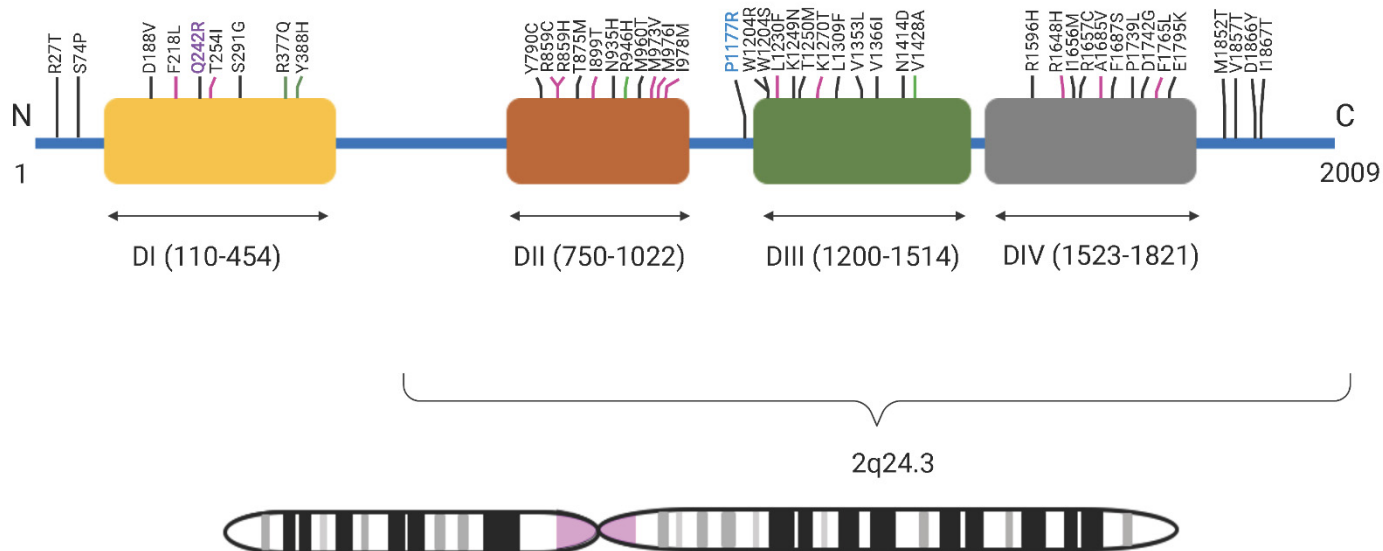 R27T
S74P
D188V
F218L
Q242R
T254I
S291G
R377Q
Y388H
Y790C
R859C
R859H
T875M
I899T
N935H
R946H
M960T
M973V
M976I
I978M
P1177R
W1204R
W1204S
L1230F
K1249N
T1250M
K1270T
L1309F
V1353L
V1366I
N1414D
V1428A
R1596H
R1648H
I1656M
R1657C
A1685V
F1687S
P1739L
D1742G
F1765L
E1795K
M1852T
V1857T
D1866Y
I1867T
N
C
1
2009
DI (110-454)
DII (750-1022)
DIII (1200-1514)
DIV (1523-1821)
2q24.3